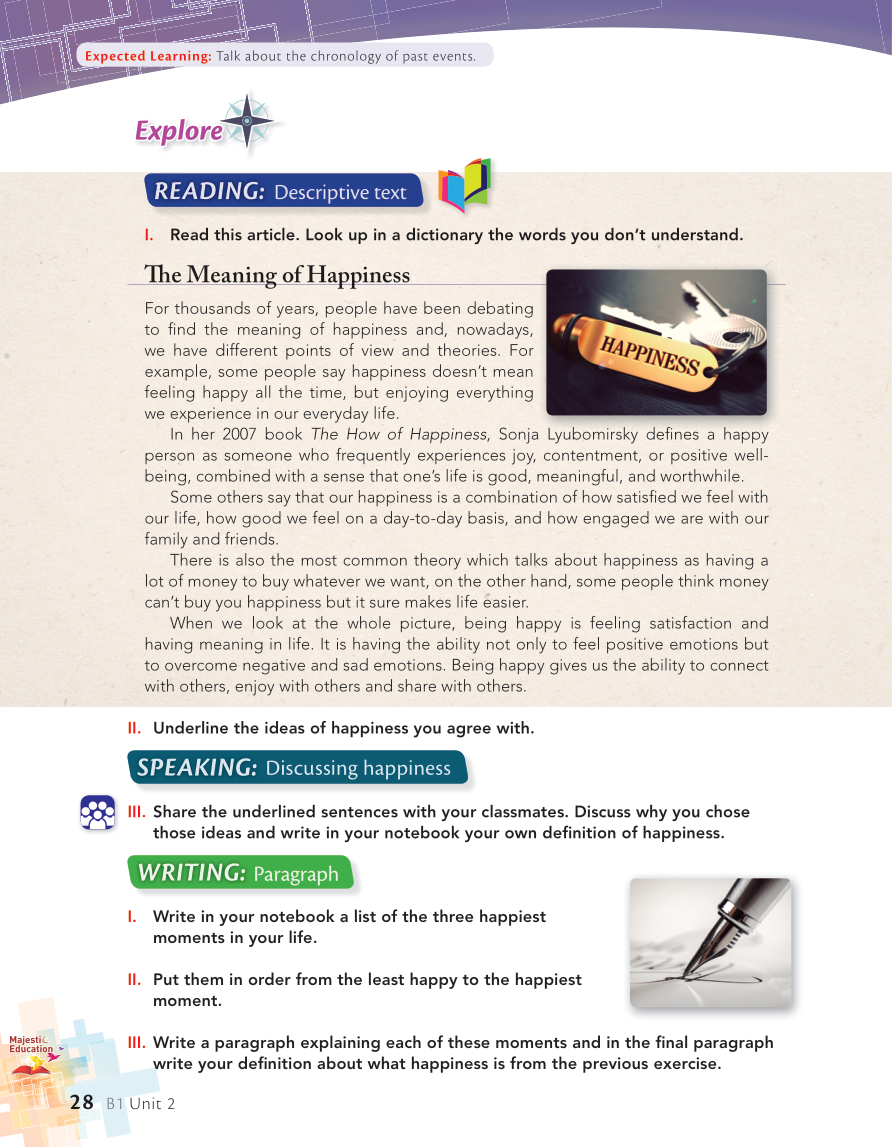 Expected Learning: Talk about the chronology of past events.
Explore
READING: Descriptive text
I. Read this article. Look up in a dictionary the words you don’t understand.
The Meaning of Happiness
For thousands of years, people have been debating
to find the meaning of happiness and, nowadays,
we have different points of view and theories. For
example, some people say happiness doesn’t mean
feeling happy all the time, but enjoying everything
we experience in our everyday life.
HAPPINESS
In her 2007 book The How of Happiness, Sonja Lyubomirsky defines a happy
person as someone who frequently experiences joy, contentment, or positive well-
being, combined with a sense that one’s life is good, meaningful, and worthwhile.
Some others say that our happiness is a combination of how satisfied we feel with
our life, how good we feel on a day-to-day basis, and how engaged we are with our
family and friends.
There is also the most common theory which talks about happiness as having a
lot of money to buy whatever we want, on the other hand, some people think money
can’t buy you happiness but it sure makes life easier.
When we look at the whole picture, being happy is feeling satisfaction and
having meaning in life. It is having the ability not only to feel positive emotions but
to overcome negative and sad emotions. Being happy gives us the ability to connect
with others, enjoy with others and share with others.
II. Underline the ideas of happiness you agree with.
SPEAKING: Discussing happiness
III. Share the underlined sentences with your classmates. Discuss why you chose
those ideas and write in your notebook your own definition of happiness.
WRITING: Paragraph
I. Write in your notebook a list of the three happiest
moments in your life.
II. Put them in order from the least happy to the happiest
moment.
III. Write a paragraph explaining each of these moments and in the final paragraph
write your definition about what happiness is from the previous exercise.
Majestic
Education
28 B1 Unit 2